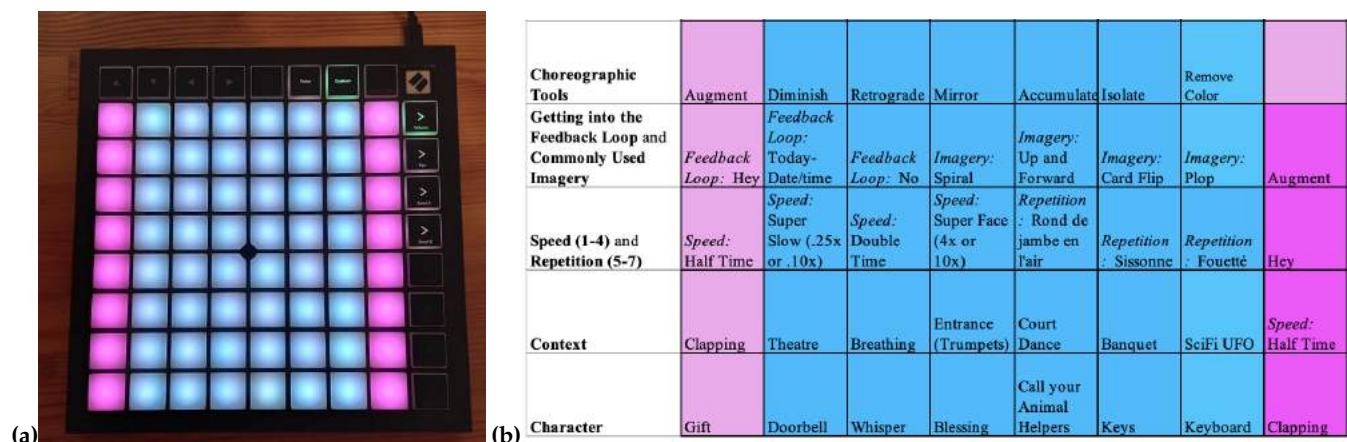 (a)
(b)
Choreographic
Tools
Augment
Diminish
Retrograde
Mirror
Accumulate
Isolate
Remove
Color
Getting into the
Feedback Loop and
Commonly Used
Imagery
Feedback
Loop: Hey
Feedback
Loop:
Today-
Date/time
Feedback
Loop: No
Imagery:
Spiral
Imagery:
Up and
Forward
Imagery:
Card Flip
Imagery:
Plop
Augment
Speed (1-4) and
Repetition (5-7)
Speed:
Half Time
Speed:
Super
Slow (.25x
or .10x)
Speed:
Double
Time
Speed:
Super Face
(4x or
10x)
Repetition
: Rond de
jambe en
l'air
Repetition
: Sissonne
Repetition
: Fouetté
Hey
Context
Clapping
Theatre
Breathing
Entrance
(Trumpets)
Court
Dance
Banquet
SciFi UFO
Speed:
Half Time
Character
Gift
Doorbell
Whisper
Blessing
Call your
Animal
Helpers
Keys
Keyboard
Clapping